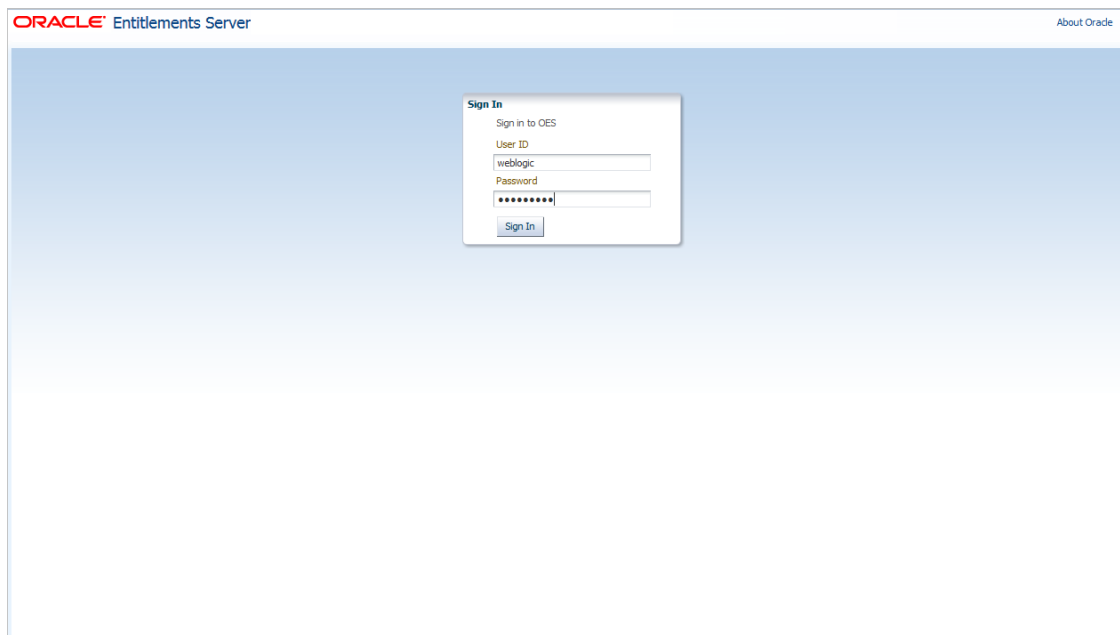 ORACLE Entitlements Server
About Oracle
Sign In
Sign in to OES
User ID
weblogic
Password
•••••••••
Sign In